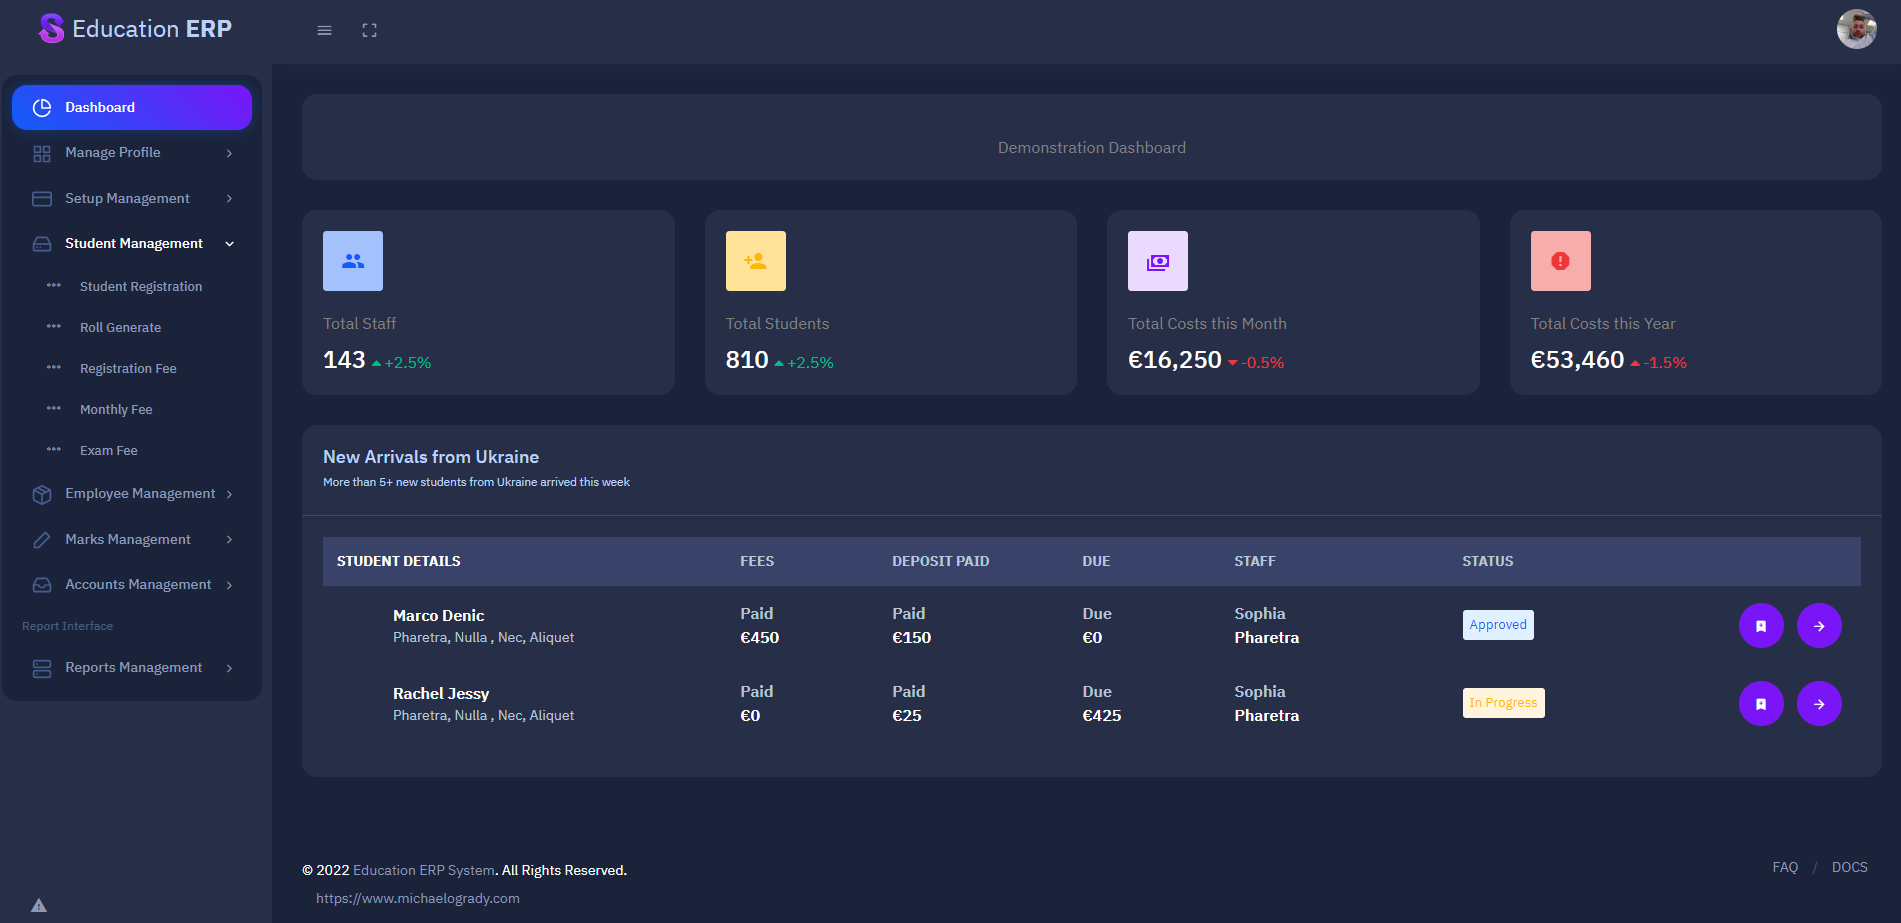 Education ERP
Dashboard
Manage Profile
Setup Management
Student Management
Student Registration
Roll Generate
Registration Fee
Monthly Fee
Exam Fee
Employee Management
Marks Management
Accounts Management
Report Interface
Reports Management
Demonstration Dashboard
Total Staff
143 +2.5%
Total Students
810 +2.5%
Total Costs this Month
€16,250 -0.5%
Total Costs this Year
€53,460 -1.5%
New Arrivals from Ukraine
More than 5+ new students from Ukraine arrived this week
STUDENT DETAILS FEES DEPOSIT PAID DUE STAFF STATUS
Marco Denic Paid Paid Due Sophia Approved
Pharetra, Nulla , Nec, Aliquet €450 €150 €0 Pharetra
Rachel Jessy Paid Paid Due Sophia In Progress
Pharetra, Nulla , Nec, Aliquet €0 €25 €425 Pharetra
© 2022 Education ERP System. All Rights Reserved.
https://www.michaelogrady.com
FAQ / DOCS